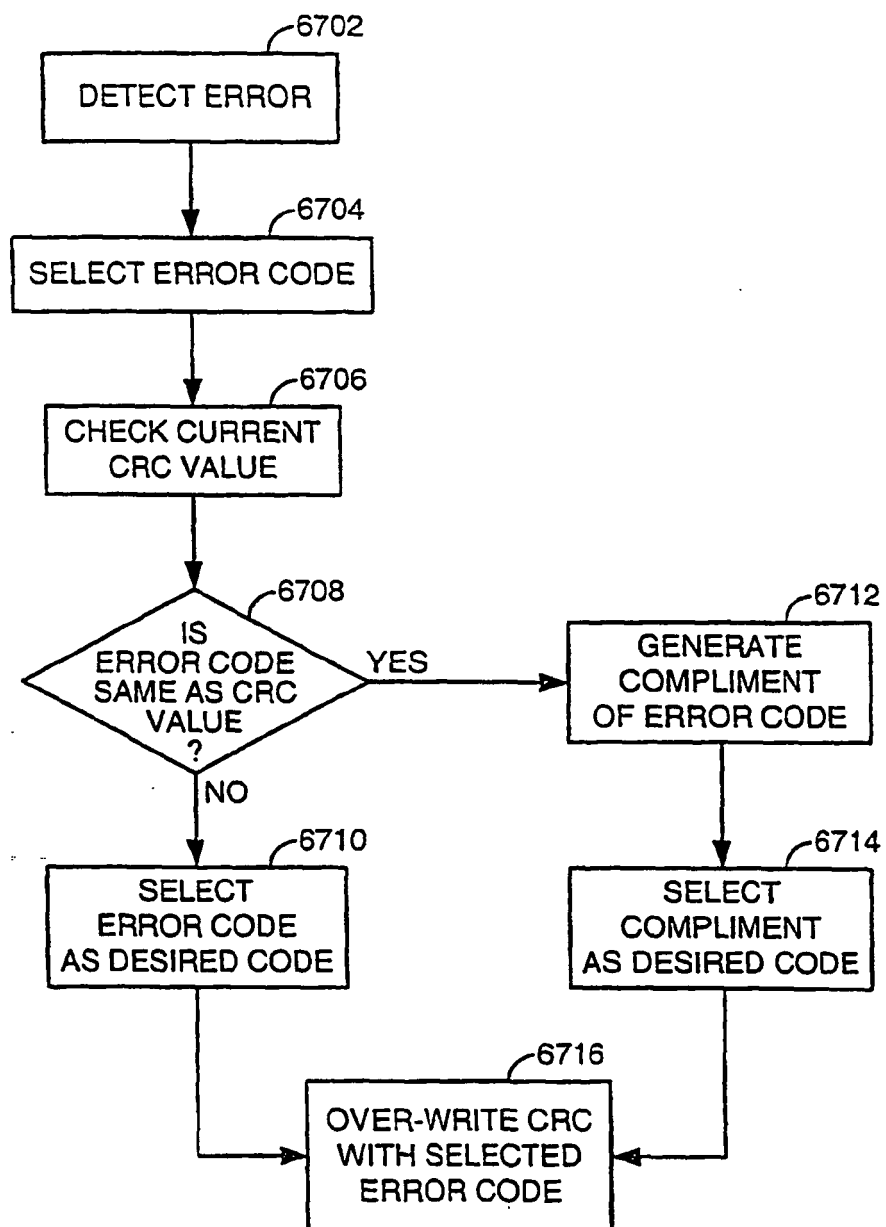 6702
DETECT ERROR
6704
SELECT ERROR CODE
6706
CHECK CURRENT
CRC VALUE
6708
IS
ERROR CODE
SAME AS CRC
VALUE
?
YES
NO
6712
GENERATE
COMPLIMENT
OF ERROR CODE
6710
SELECT
ERROR CODE
AS DESIRED CODE
6714
SELECT
COMPLIMENT
AS DESIRED CODE
6716
OVER-WRITE CRC
WITH SELECTED
ERROR CODE